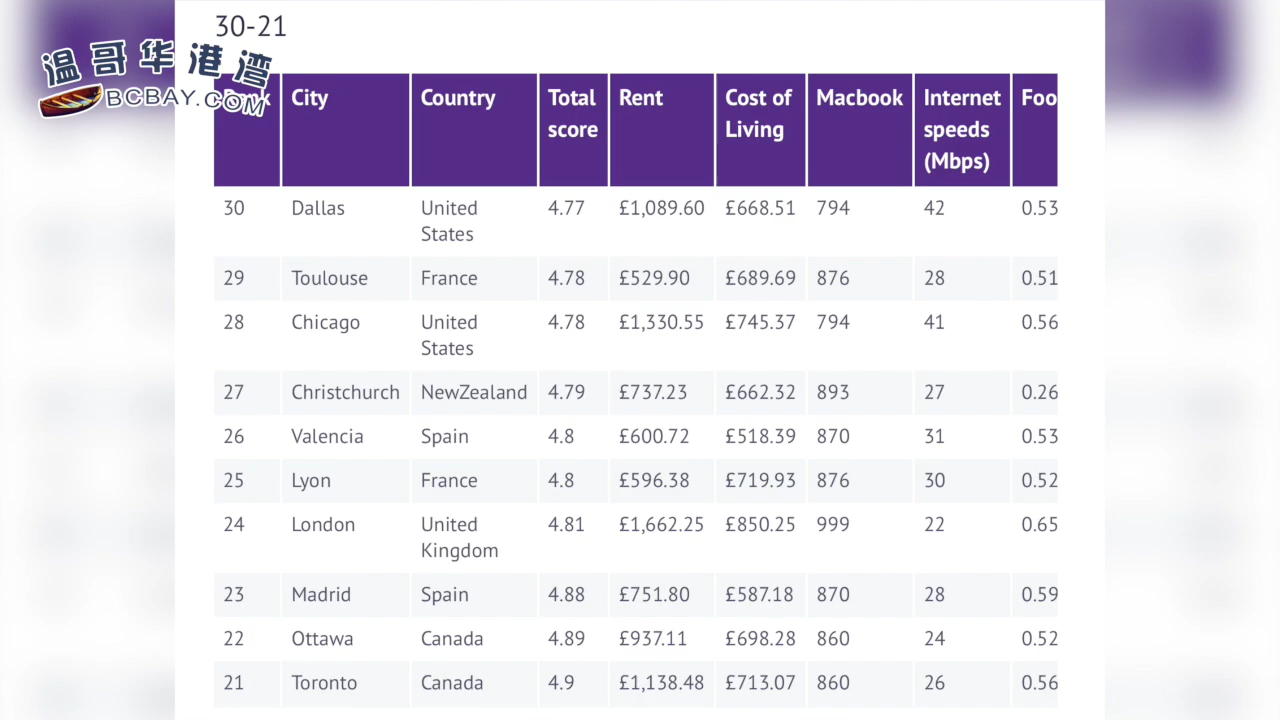 30-21
温哥华港湾
BCBAY.COM
City Country Total score Rent Cost of Living Macbook Internet speeds (Mbps)
30 Dallas United States 4.77 £1,089.60 £668.51 794 42 0.53
29 Toulouse France 4.78 £529.90 £689.69 876 28 0.51
28 Chicago United States 4.78 £1,330.55 £745.37 794 41 0.56
27 Christchurch NewZealand 4.79 £737.23 £662.32 893 27 0.26
26 Valencia Spain 4.8 £600.72 £518.39 870 31 0.53
25 Lyon France 4.8 £596.38 £719.93 876 30 0.52
24 London United Kingdom 4.81 £1,662.25 £850.25 999 22 0.65
23 Madrid Spain 4.88 £751.80 £587.18 870 28 0.59
22 Ottawa Canada 4.89 £937.11 £698.28 860 24 0.52
21 Toronto Canada 4.9 £1,138.48 £713.07 860 26 0.56